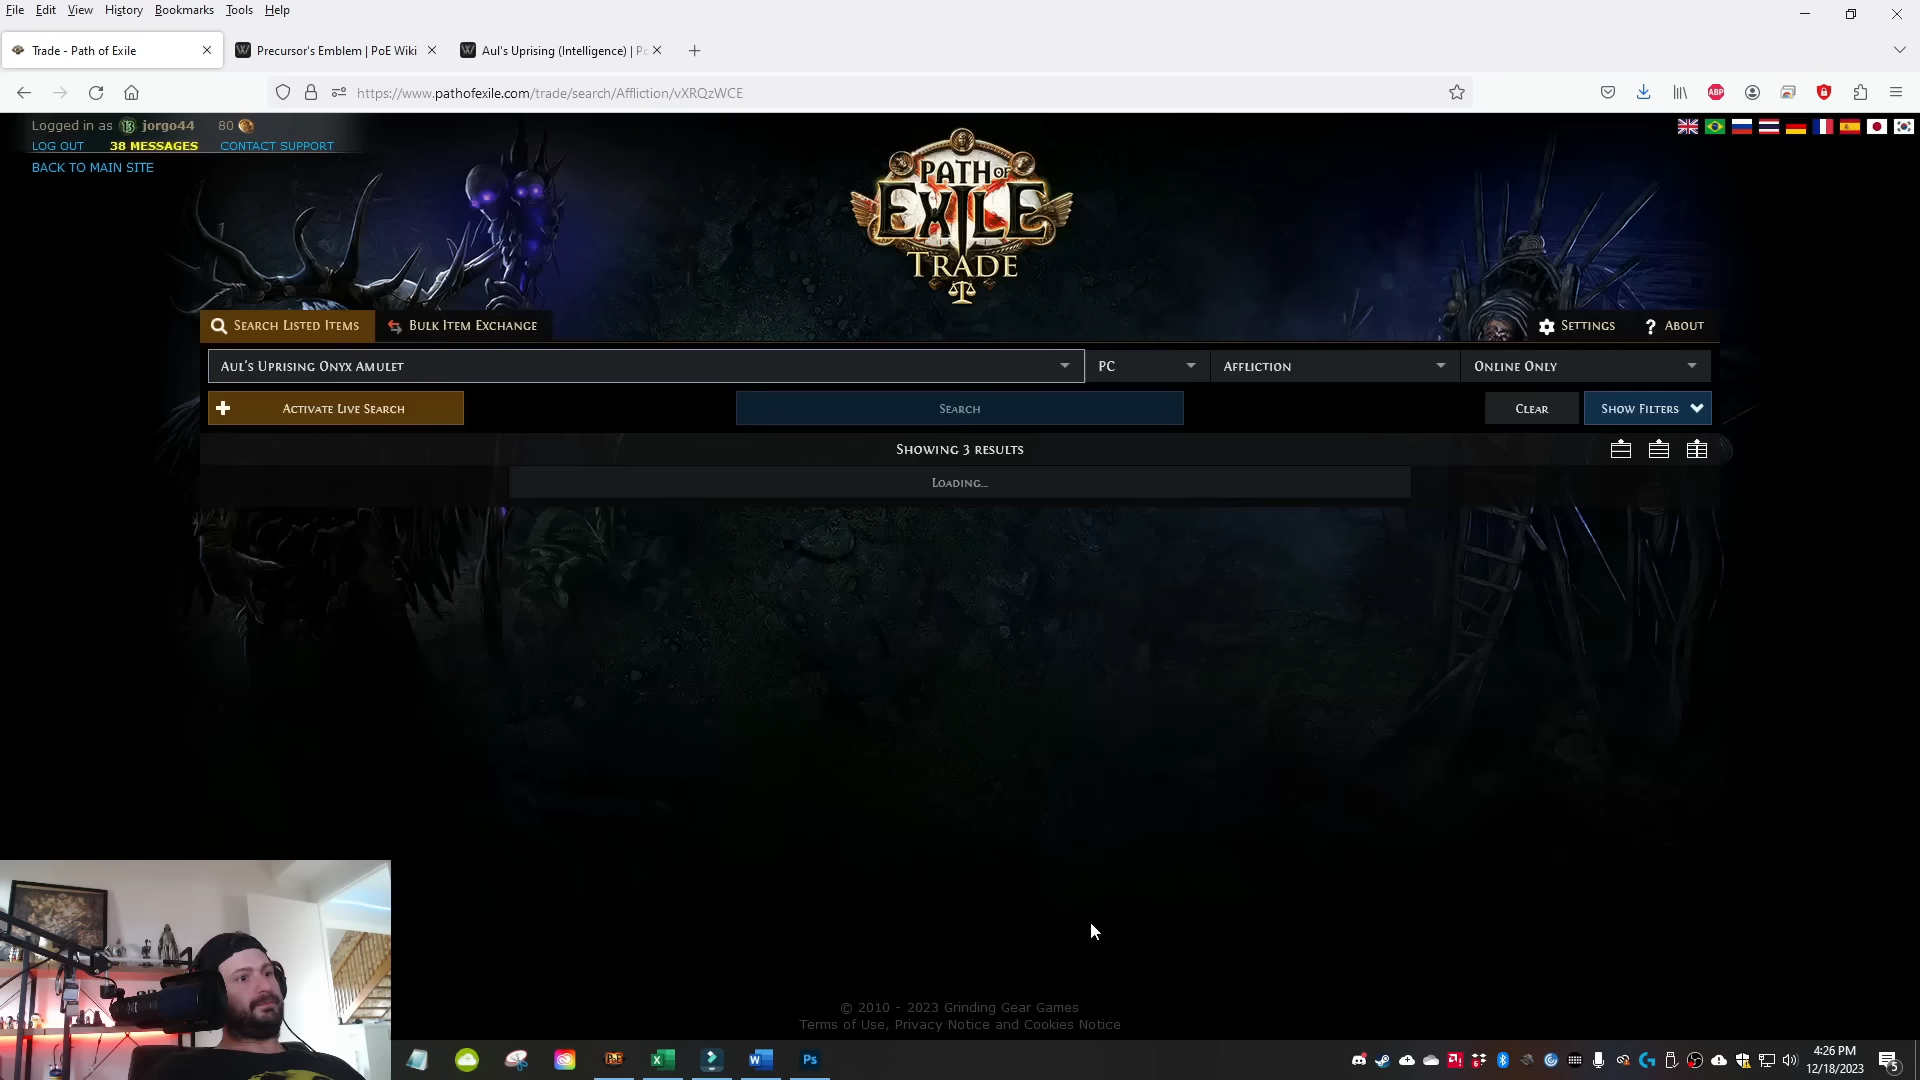 File Edit View History Bookmarks Tools Help
Trade - Path of Exile
Precursor's Emblem | PoE Wiki
Aul's Uprising (Intelligence) | Po
https://www.pathofexile.com/trade/search/Affliction/vXRQzWCE
Logged in as jorgo44 80
LOG OUT 38 MESSAGES CONTACT SUPPORT
BACK TO MAIN SITE
PATH OF
EXILE
TRADE
Search Listed Items
Bulk Item Exchange
Settings
? About
Aul's Uprising Onyx Amulet
PC
Affliction
Online Only
Activate Live Search
Search
Clear
Show Filters
Showing 3 results
Loading...
© 2010 - 2023 Grinding Gear Games
Terms of Use, Privacy Notice and Cookies Notice
4:26 PM
12/18/2023
5